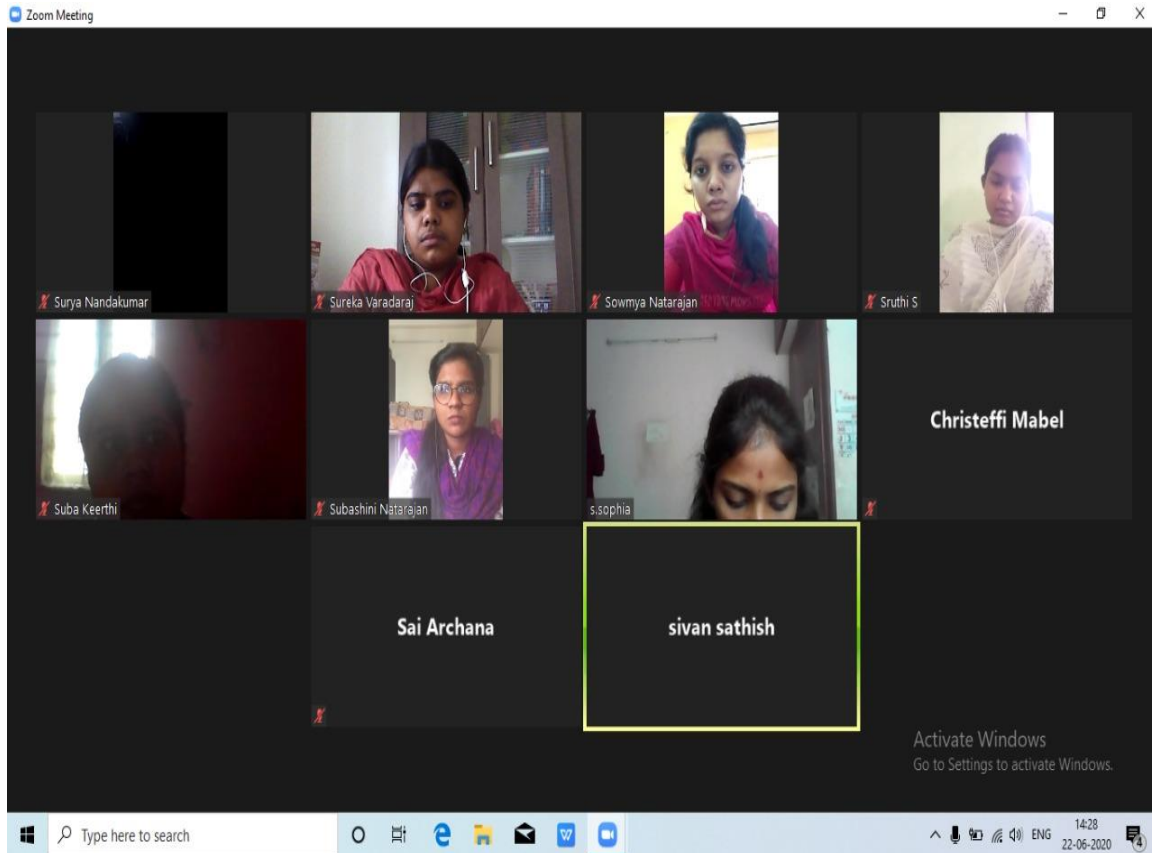 Zoom Meeting
Surya Nandakumar
Sureka Varadaraj
Sowmya Natarajan
Sruthi S
Suba Keerthi
Subashini Natarajan
s.sophia
Christeffi Mabel
Sai Archana
sivan sathish
Activate Windows
Go to Settings to activate Windows.
Type here to search
ENG
14:28
22-06-2020
4